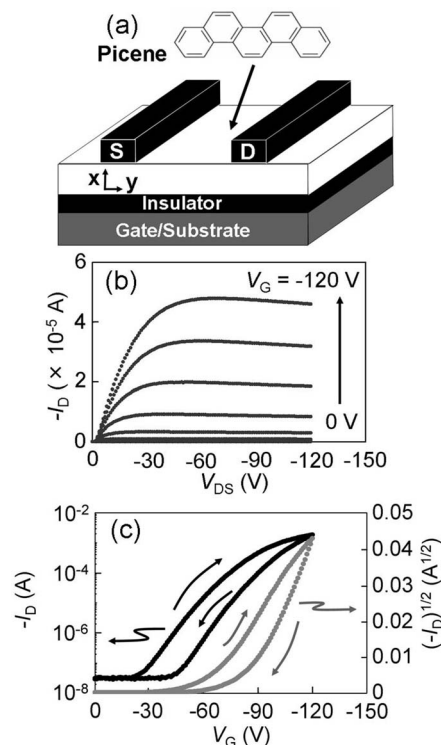 (a)
Picene
S D
x y
Insulator
Gate/Substrate
(b)
V_G = -120 V
0 V
6
4
2
0
-I_D ( × 10^-5 A)
0 -30 -60 -90 -120 -150
V_DS (V)
(c)
10^-2
10^-4
10^-6
10^-8
-I_D (A)
0.05
0.04
0.03
0.02
0.01
0
(-I_D)^1/2 (A^1/2)
0 -30 -60 -90 -120 -150
V_G (V)